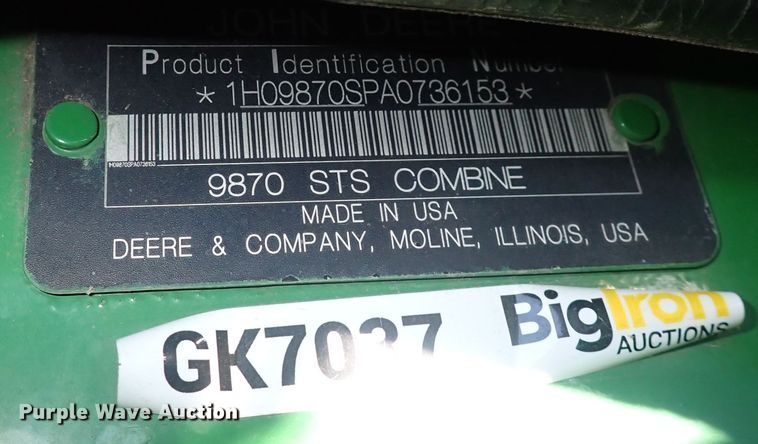 JOHN DEERE
Product Identification Number
*1H09870SPA0736153*
1H09870SPA0736153
9870 STS COMBINE
MADE IN USA
DEERE & COMPANY, MOLINE, ILLINOIS, USA
GK7037
BigIron
AUCTIONS
Purple Wave Auction